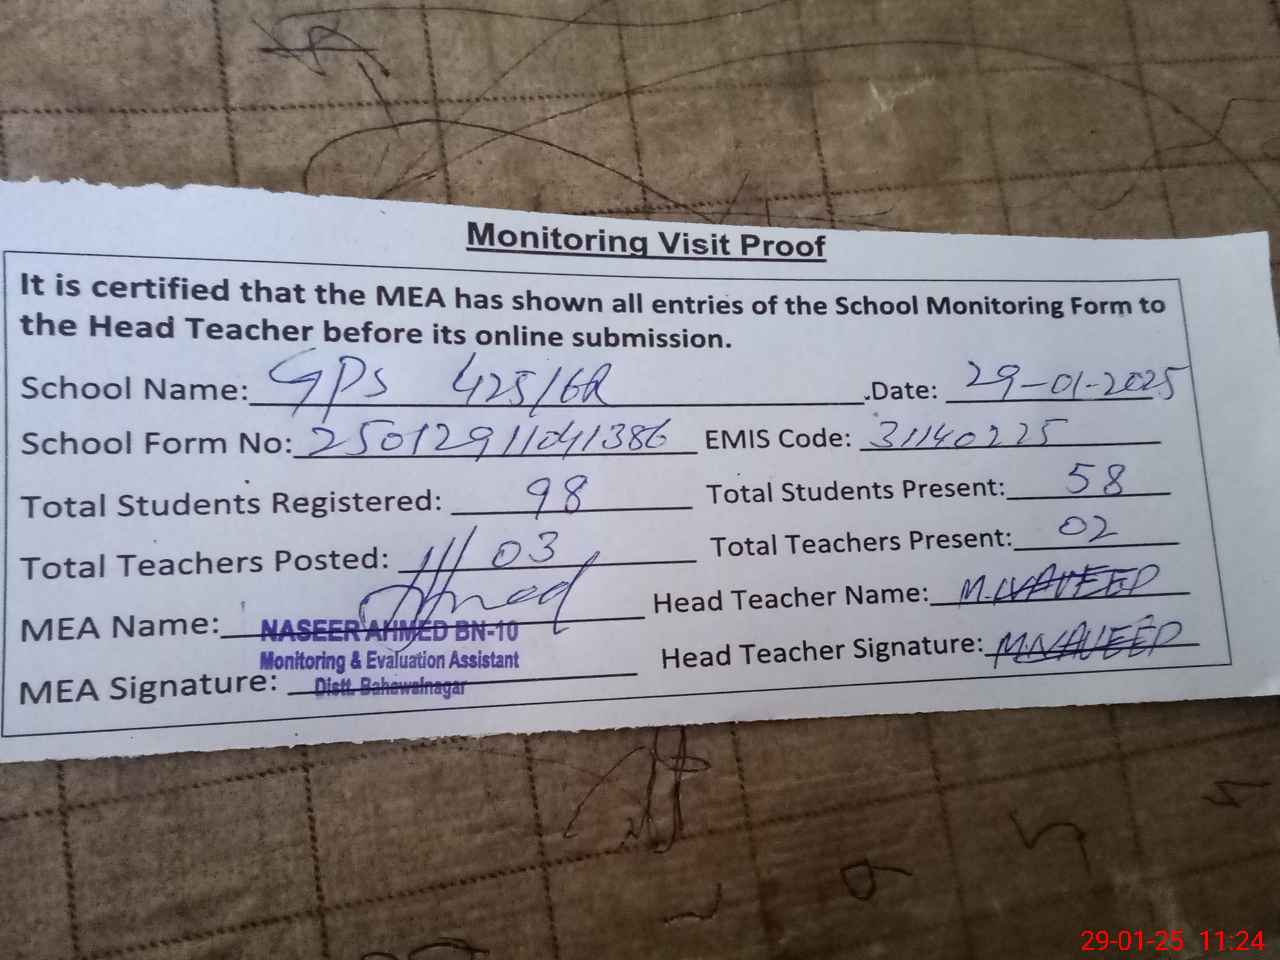 Monitoring Visit Proof
It is certified that the MEA has shown all entries of the School Monitoring Form to
the Head Teacher before its online submission.
School Name: GPS 425/6R .Date: 29-01-2025
School Form No: 25012911041386 EMIS Code: 31140225
Total Students Registered: 98 Total Students Present: 58
Total Teachers Posted: 03 Total Teachers Present: 02
MEA Name: Head Teacher Name: M.NAVEED
NASEER AHMED BN-10
Monitoring & Evaluation Assistant
MEA Signature: Distt. Bahawalnagar Head Teacher Signature: M.NAVEED
29-01-25 11:24